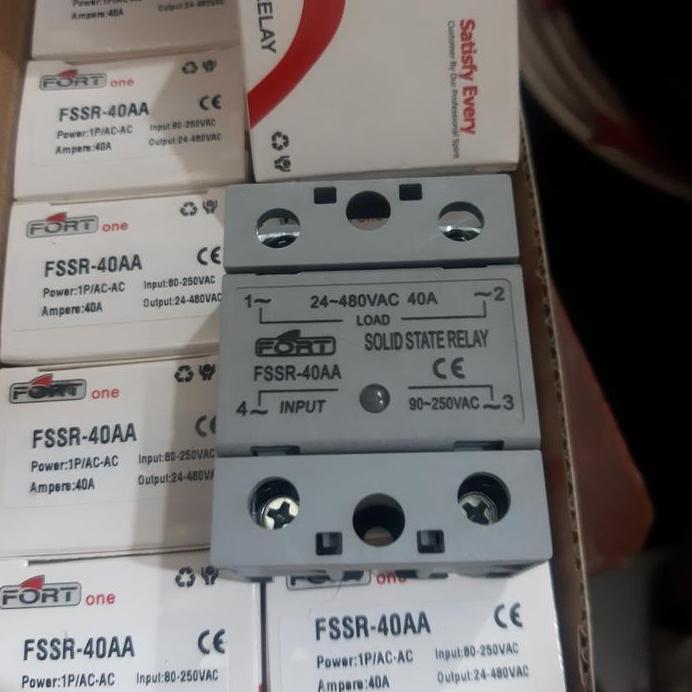 Power:1P/AC-AC
Ampere:40A
Output:24-480VAC
FORT one
FSSR-40AA
CE
Power:1P/AC-AC
Input:80-250VAC
Ampere:40A
Output:24-480VAC
RELAY
Satisfy Every
Customer By Our Professional Spirit
FORT one
FSSR-40AA
CE
Power:1P/AC-AC
Input:80-250VAC
Ampere:40A
Output:24-480VAC
1~ 24~480VAC 40A ~2
LOAD
FORT SOLID STATE RELAY
FSSR-40AA CE
4~ INPUT 90~250VAC ~3
FORT one
FSSR-40AA
Power:1P/AC-AC
Input:80-250VAC
Ampere:40A
Output:24-480VAC
FORT one
FSSR-40AA
CE
Power:1P/AC-AC
Input:80-250VAC
FORT one
FSSR-40AA
CE
Power:1P/AC-AC
Input:80-250VAC
Ampere:40A
Output:24-480VAC